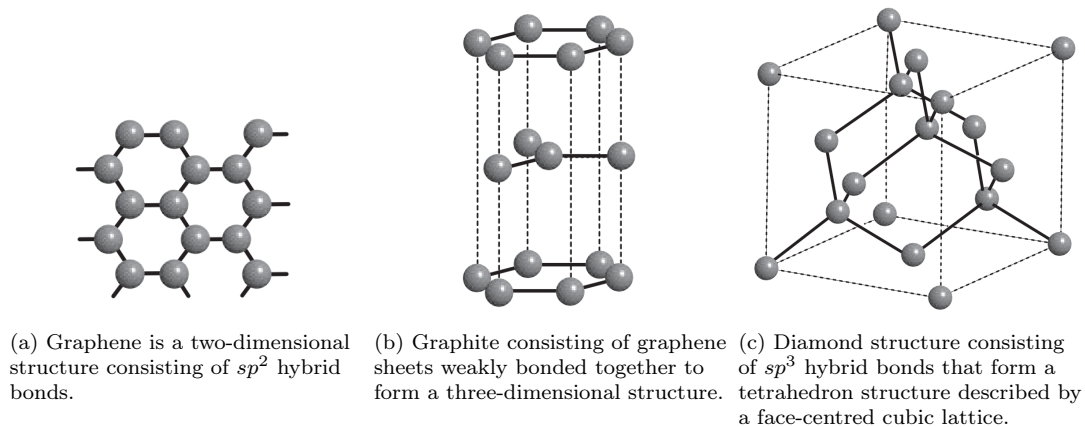 (a) Graphene is a two-dimensional
structure consisting of sp² hybrid
bonds.
(b) Graphite consisting of graphene
sheets weakly bonded together to
form a three-dimensional structure.
(c) Diamond structure consisting
of sp³ hybrid bonds that form a
tetrahedron structure described by
a face-centred cubic lattice.